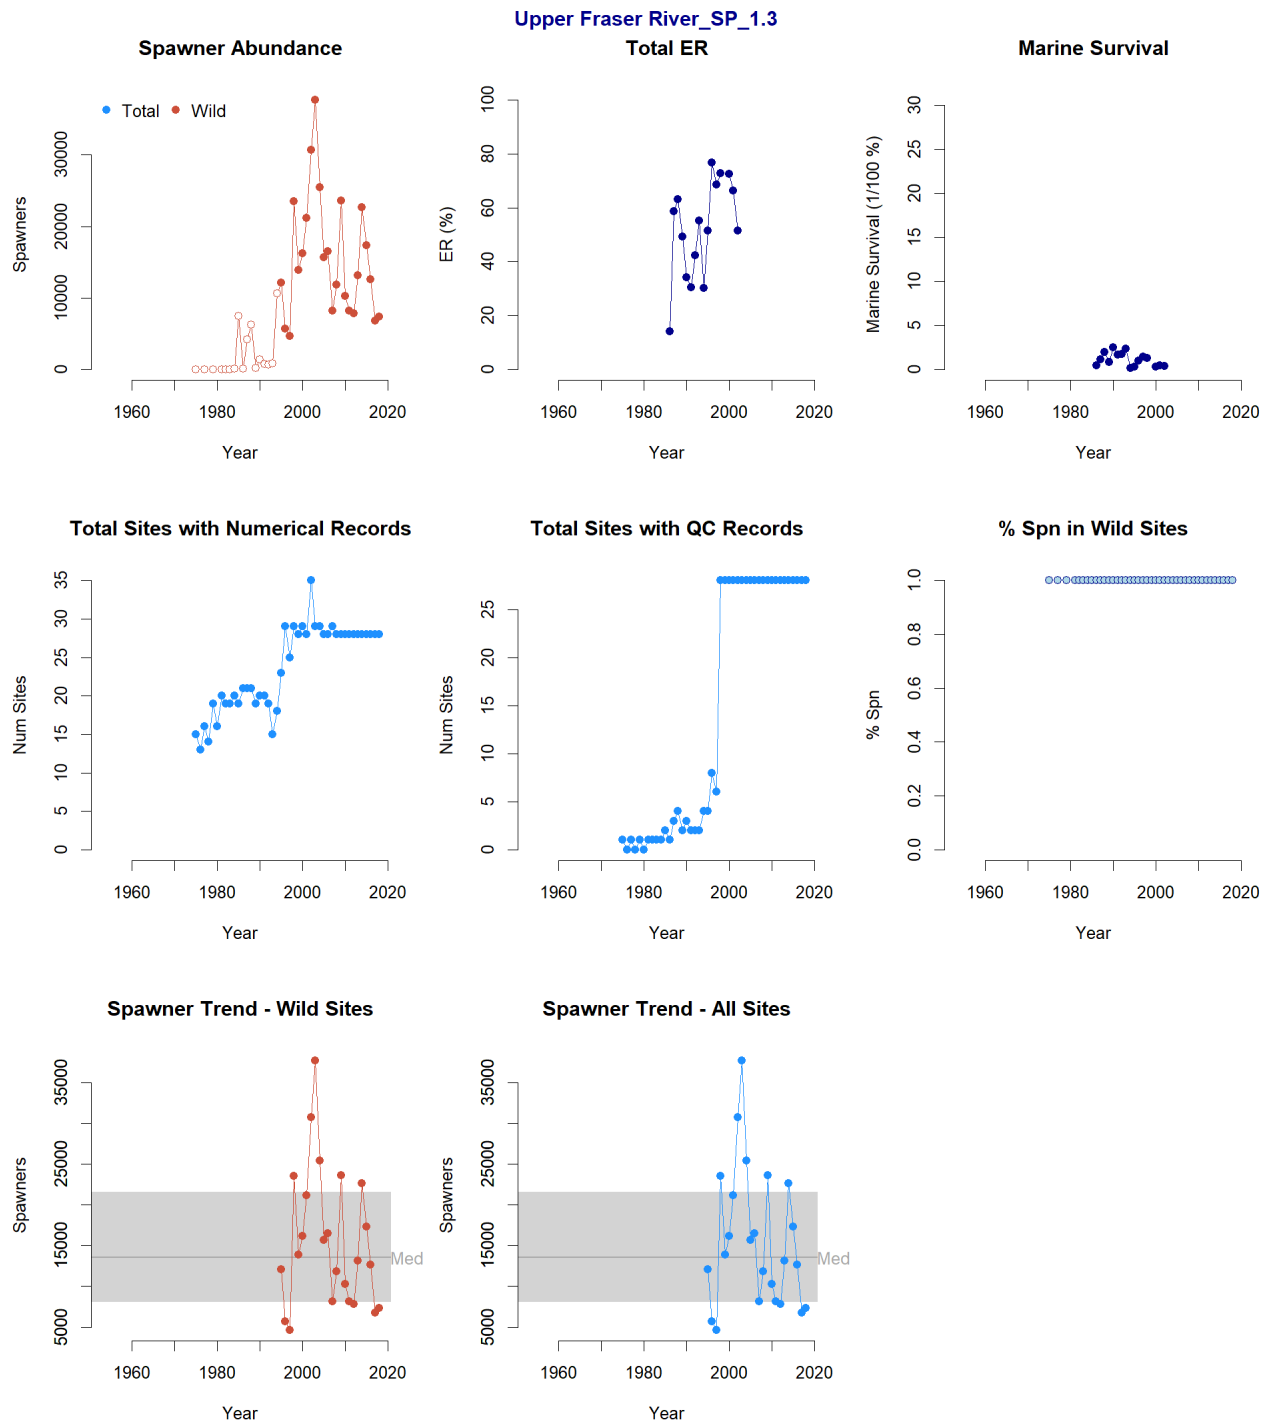 Upper Fraser River_SP_1.3
Spawner Abundance
Total ER
Marine Survival
Total
Wild
Spawners
0
10000
20000
30000
1960
1980
2000
2020
Year
ER (%)
0
20
40
60
80
100
1960
1980
2000
2020
Year
Marine Survival (1/100 %)
0
5
10
15
20
25
30
1960
1980
2000
2020
Year
Total Sites with Numerical Records
Total Sites with QC Records
% Spn in Wild Sites
Num Sites
0
5
10
15
20
25
30
35
1960
1980
2000
2020
Year
Num Sites
0
5
10
15
20
25
1960
1980
2000
2020
Year
% Spn
0.0
0.2
0.4
0.6
0.8
1.0
1960
1980
2000
2020
Year
Spawner Trend - Wild Sites
Spawner Trend - All Sites
Spawners
5000
15000
25000
35000
Med
1960
1980
2000
2020
Year
Spawners
5000
15000
25000
35000
Med
1960
1980
2000
2020
Year